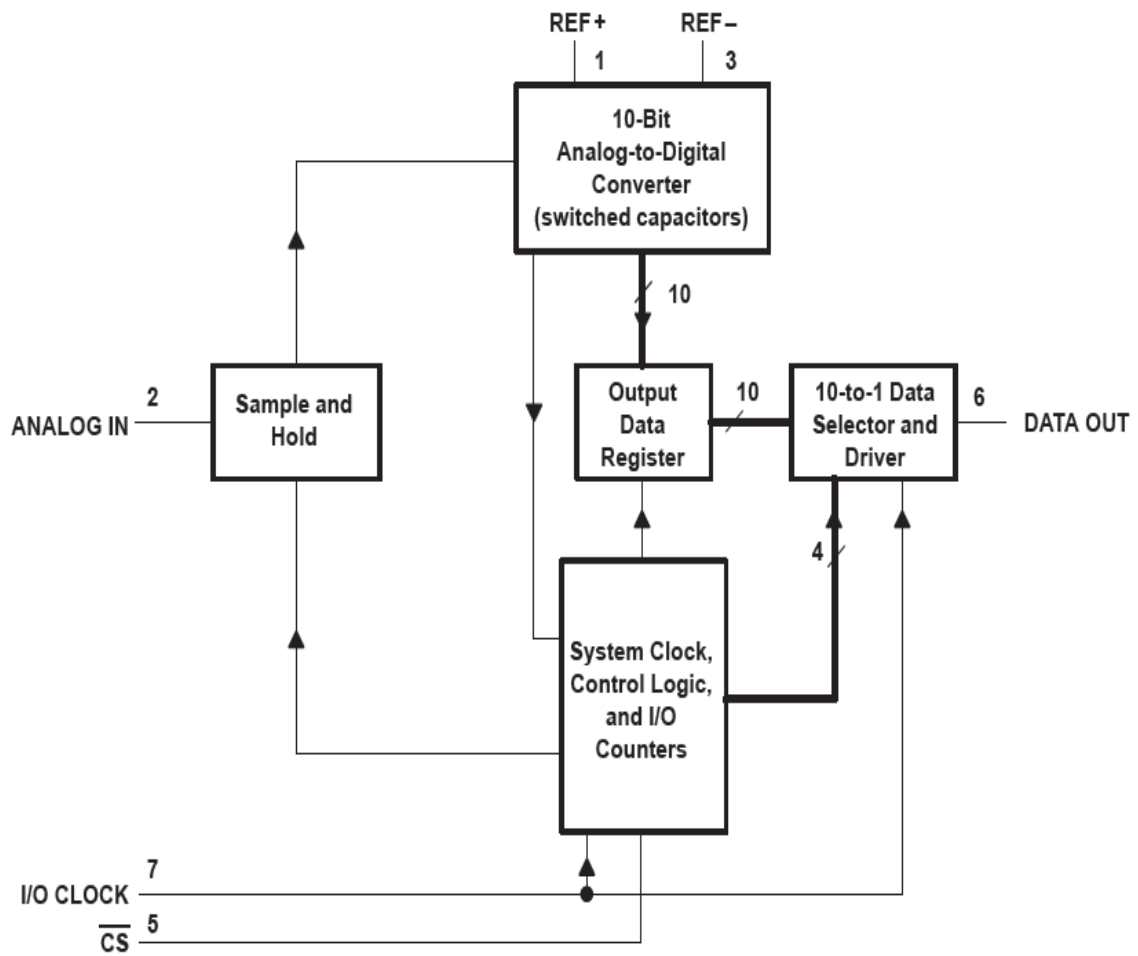 REF+
REF–
1
3
10-Bit
Analog-to-Digital
Converter
(switched capacitors)
10
2
ANALOG IN
Sample and
Hold
Output
Data
Register
10
10-to-1 Data
Selector and
Driver
6
DATA OUT
4
System Clock,
Control Logic,
and I/O
Counters
7
I/O CLOCK
5
C̅S̅